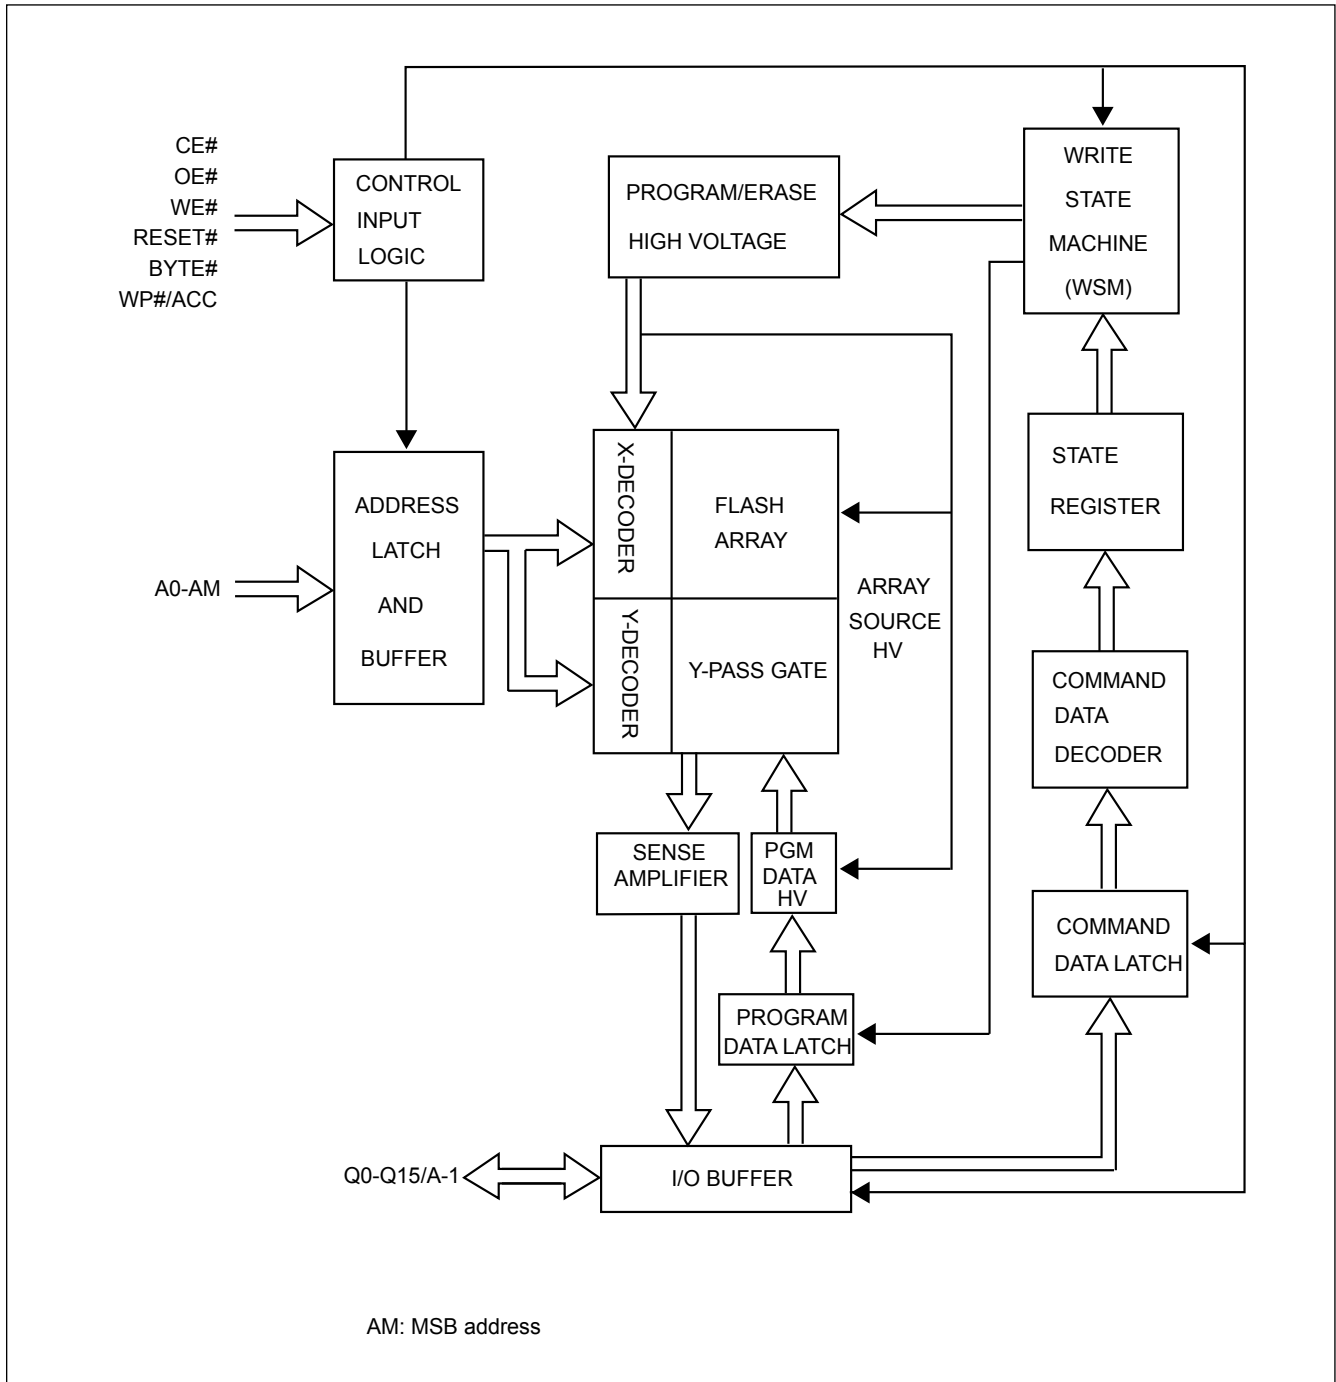 CE#
OE#
WE#
RESET#
BYTE#
WP#/ACC
CONTROL
INPUT
LOGIC
PROGRAM/ERASE
HIGH VOLTAGE
WRITE
STATE
MACHINE
(WSM)
STATE
REGISTER
A0-AM
ADDRESS
LATCH
AND
BUFFER
X-DECODER
FLASH
ARRAY
Y-DECODER
Y-PASS GATE
ARRAY
SOURCE
HV
COMMAND
DATA
DECODER
SENSE
AMPLIFIER
PGM
DATA
HV
COMMAND
DATA LATCH
PROGRAM
DATA LATCH
Q0-Q15/A-1
I/O BUFFER
AM: MSB address